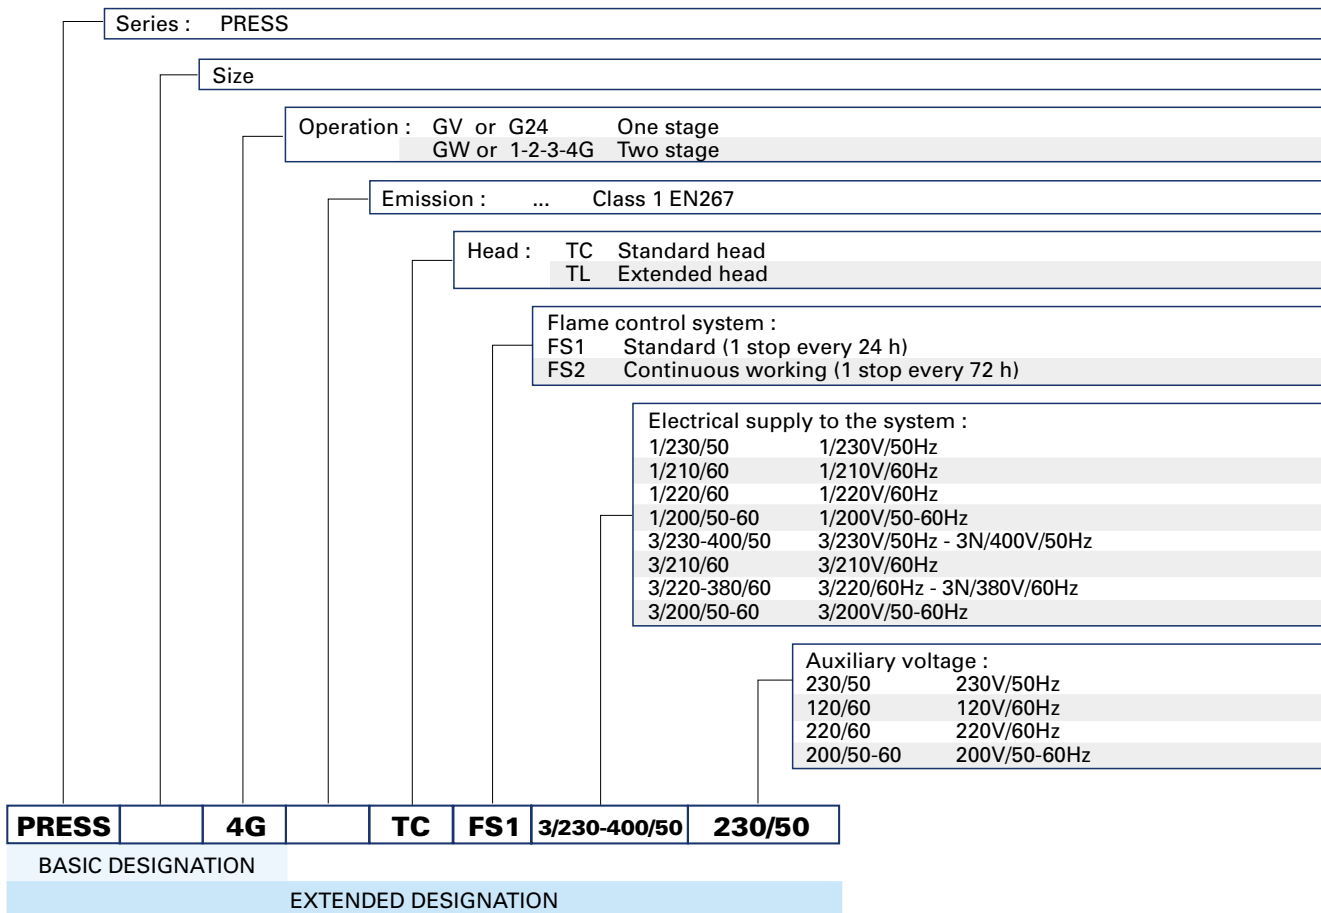 Series : PRESS
Size
Operation : GV or G24 One stage
GW or 1-2-3-4G Two stage
Emission : ... Class 1 EN267
Head : TC Standard head
TL Extended head
Flame control system :
FS1 Standard (1 stop every 24 h)
FS2 Continuous working (1 stop every 72 h)
Electrical supply to the system :
1/230/50 1/230V/50Hz
1/210/60 1/210V/60Hz
1/220/60 1/220V/60Hz
1/200/50-60 1/200V/50-60Hz
3/230-400/50 3/230V/50Hz - 3N/400V/50Hz
3/210/60 3/210V/60Hz
3/220-380/60 3/220/60Hz - 3N/380V/60Hz
3/200/50-60 3/200V/50-60Hz
Auxiliary voltage :
230/50 230V/50Hz
120/60 120V/60Hz
220/60 220V/60Hz
200/50-60 200V/50-60Hz
PRESS 4G TC FS1 3/230-400/50 230/50
BASIC DESIGNATION
EXTENDED DESIGNATION